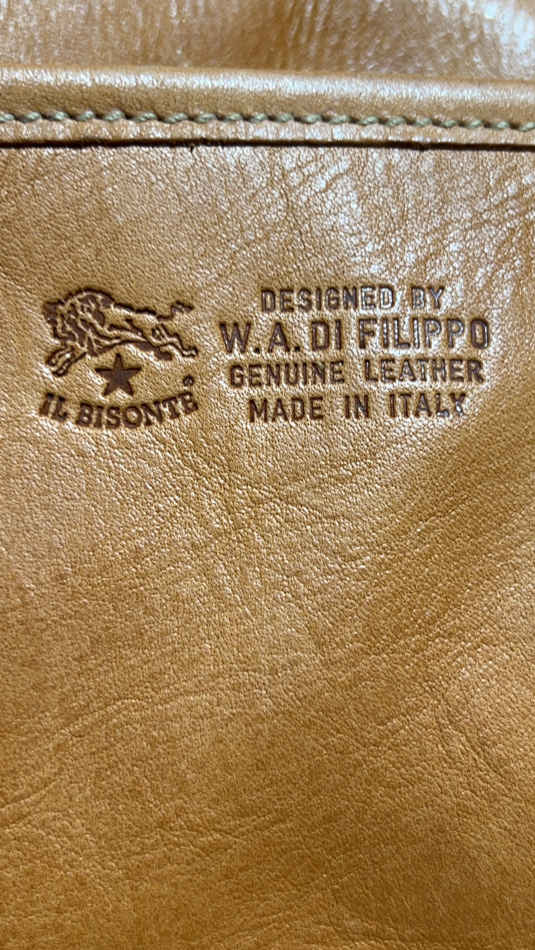 IL BISONTE®
DESIGNED BY
W.A. DI FILIPPO
GENUINE LEATHER
MADE IN ITALY